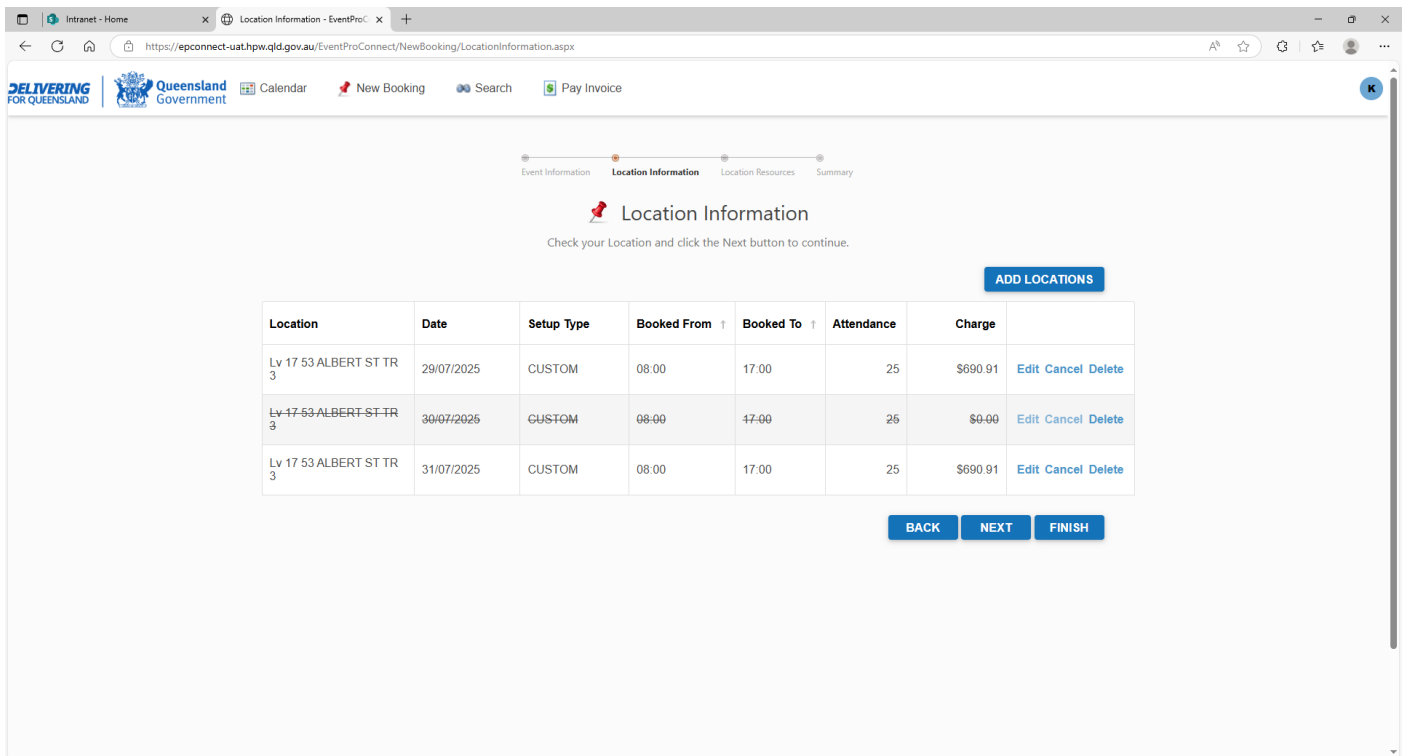 Intranet - Home
Location Information - EventProC
https://epconnect-uat.hpw.qld.gov.au/EventProConnect/NewBooking/LocationInformation.aspx
DELIVERING
FOR QUEENSLAND
Queensland
Government
Calendar New Booking Search Pay Invoice
K
Event Information Location Information Location Resources Summary
Location Information
Check your Location and click the Next button to continue.
ADD LOCATIONS
Location Date Setup Type Booked From ↑ Booked To ↑ Attendance Charge
Lv 17 53 ALBERT ST TR
3 29/07/2025 CUSTOM 08:00 17:00 25 $690.91 Edit Cancel Delete
Lv 17 53 ALBERT ST TR
3 30/07/2025 CUSTOM 08:00 17:00 25 $0.00 Edit Cancel Delete
Lv 17 53 ALBERT ST TR
3 31/07/2025 CUSTOM 08:00 17:00 25 $690.91 Edit Cancel Delete
BACK NEXT FINISH